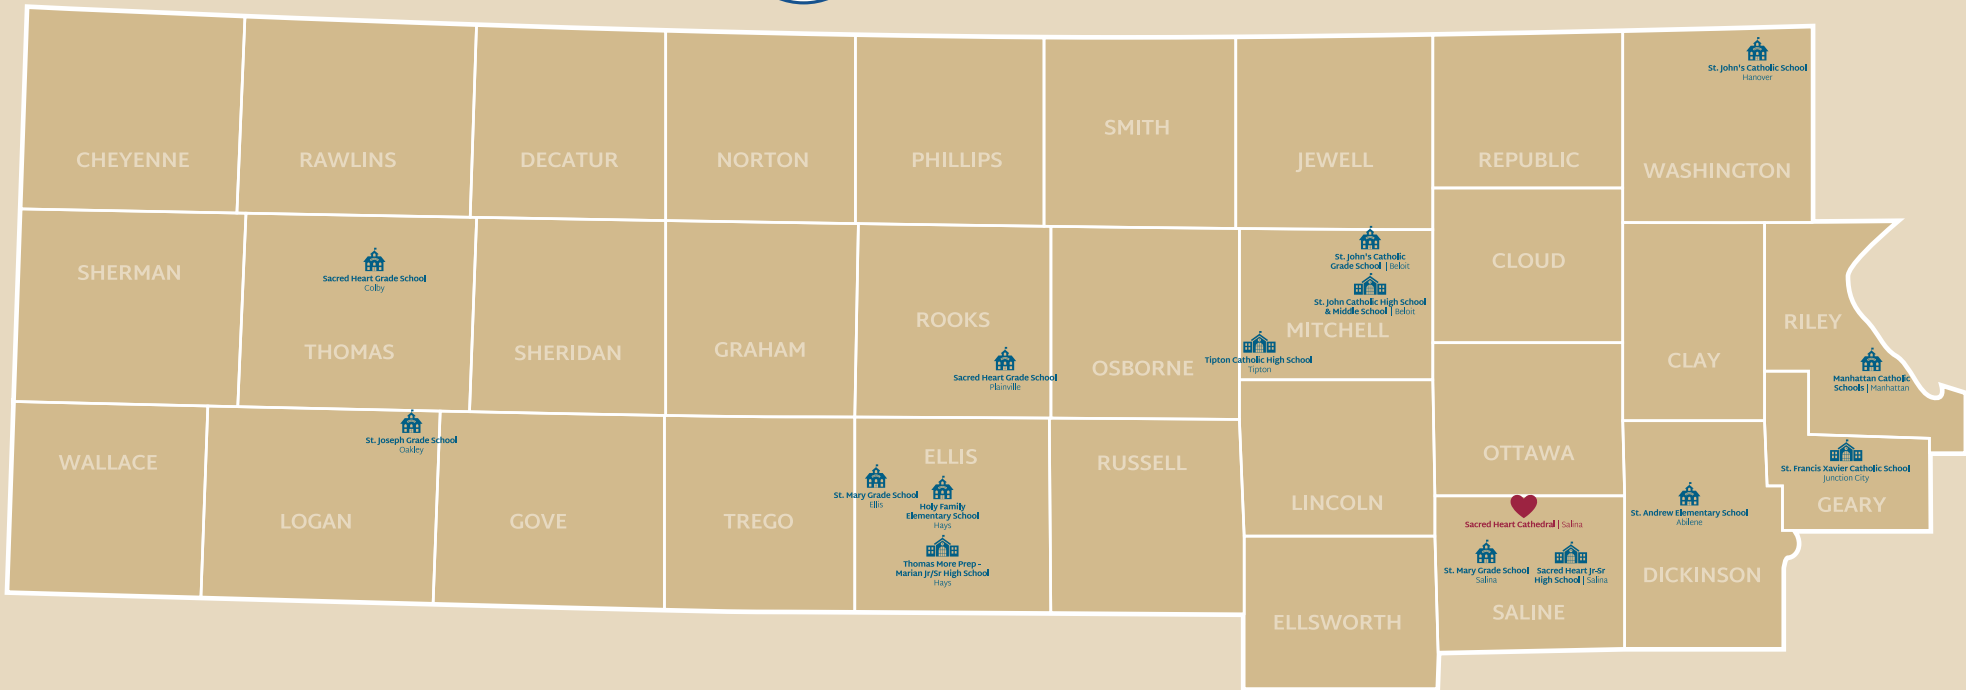 St. John's Catholic School
Hanover
SMITH
CHEYENNE
RAWLINS
DECATUR
NORTON
PHILLIPS
JEWELL
REPUBLIC
WASHINGTON
SHERMAN
Sacred Heart Grade School
Colby
THOMAS
SHERIDAN
GRAHAM
ROOKS
Sacred Heart Grade School
Plainville
OSBORNE
St. John's Catholic
Grade School | Beloit
St. John Catholic High School
& Middle School | Beloit
MITCHELL
Tipton Catholic High School
Tipton
CLOUD
CLAY
RILEY
Manhattan Catholic
Schools | Manhattan
WALLACE
St. Joseph Grade School
Oakley
LOGAN
GOVE
TREGO
ELLIS
St. Mary Grade School
Ellis
Holy Family
Elementary School
Hays
Thomas More Prep –
Marian Jr/Sr High School
Hays
RUSSELL
LINCOLN
OTTAWA
St. Francis Xavier Catholic School
Junction City
GEARY
St. Andrew Elementary School
Abilene
DICKINSON
Sacred Heart Cathedral | Salina
St. Mary Grade School
Salina
Sacred Heart Jr-Sr
High School | Salina
SALINE
ELLSWORTH